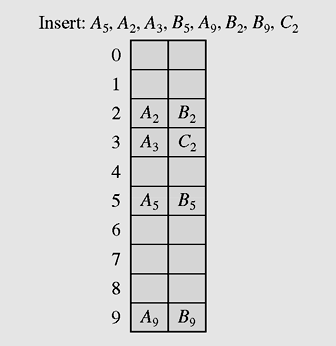 Insert: A₅, A₂, A₃, B₅, A₉, B₂, B₉, C₂
0
1
2 A₂ B₂
3 A₃ C₂
4
5 A₅ B₅
6
7
8
9 A₉ B₉